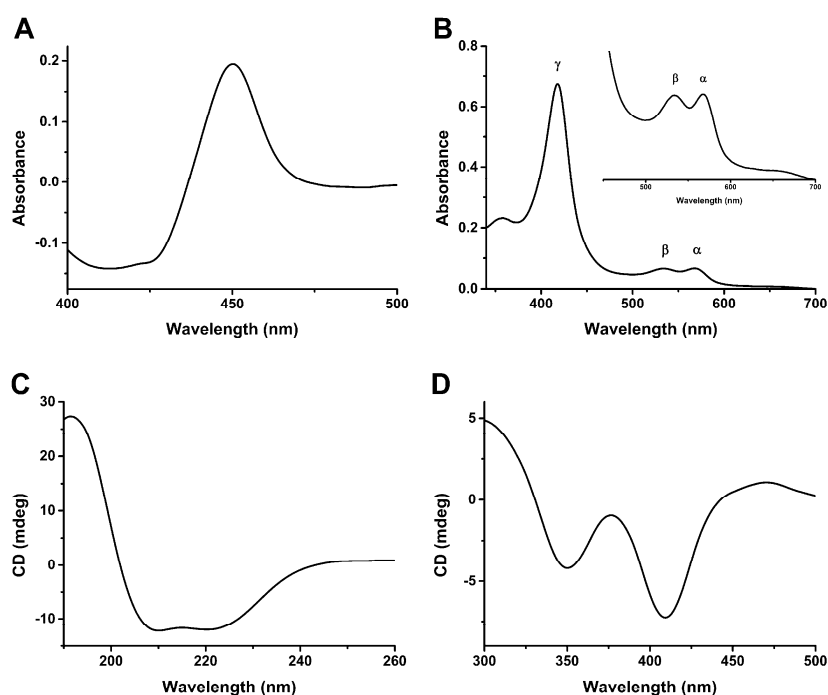 A
0.2
0.1
0.0
-0.1
400
450
500
Absorbance
Wavelength (nm)
B
0.8
0.6
0.4
0.2
0.0
400
500
600
700
Absorbance
Wavelength (nm)
γ
β
α
β
α
500
600
700
Wavelength (nm)
C
30
20
10
0
-10
200
220
240
260
CD (mdeg)
Wavelength (nm)
D
5
0
-5
300
350
400
450
500
CD (mdeg)
Wavelength (nm)